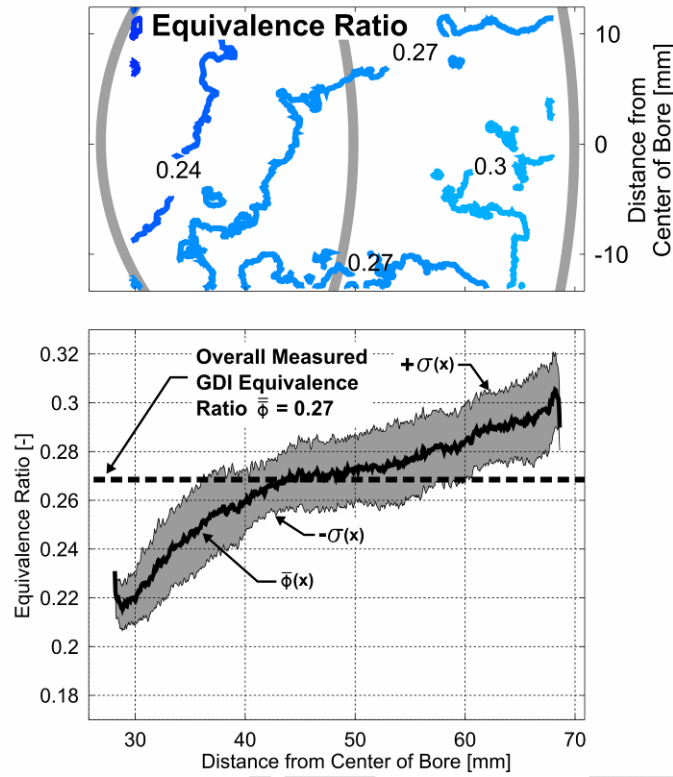 Equivalence Ratio
0.27
0.24
0.3
0.27
10
0
-10
Distance from
Center of Bore [mm]
0.32
0.3
0.28
0.26
0.24
0.22
0.2
0.18
Equivalence Ratio [-]
Overall Measured
GDI Equivalence
Ratio φ̿ = 0.27
+σ(x)
-σ(x)
φ̅(x)
30 40 50 60 70
Distance from Center of Bore [mm]